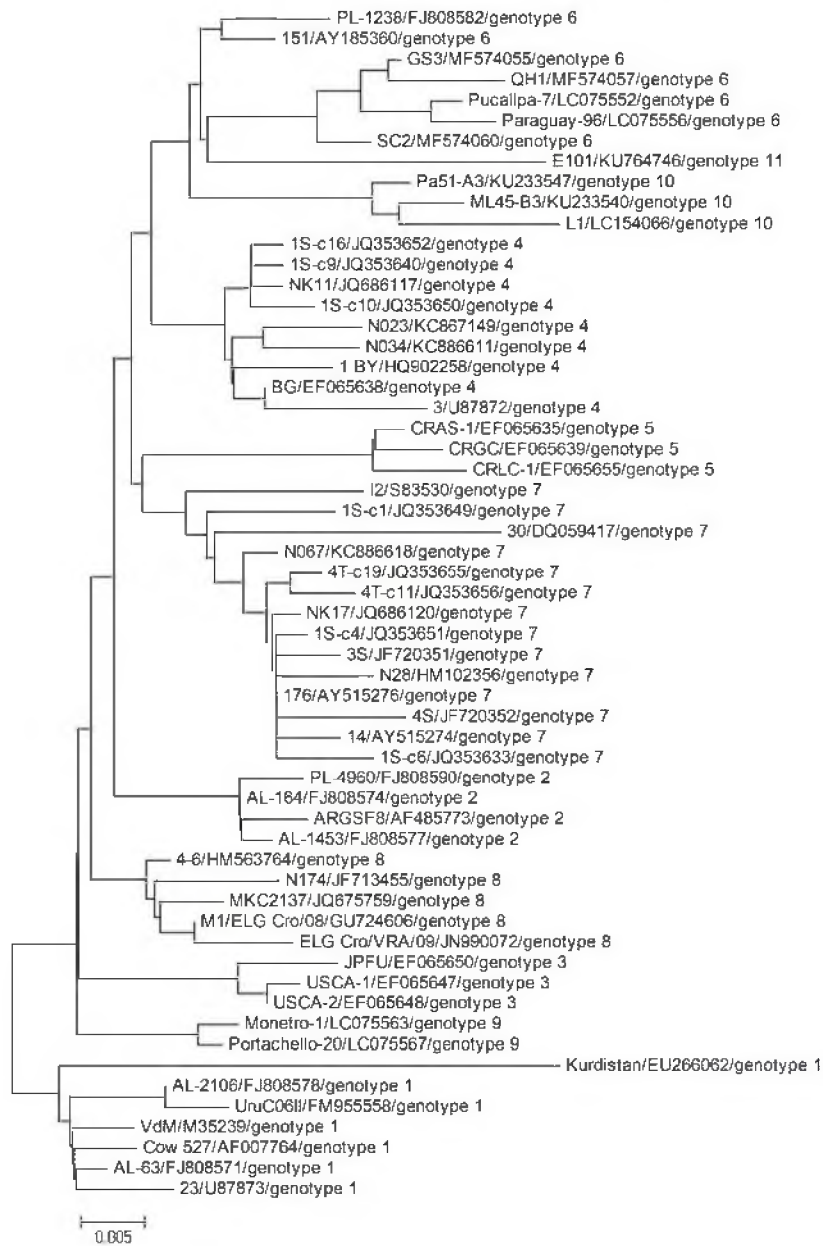 PL-1238/FJ808582/genotype 6
151/AY185360/genotype 6
GS3/MF574055/genotype 6
QH1/MF574057/genotype 6
Pucallpa-7/LC075552/genotype 6
Paraguay-96/LC075556/genotype 6
SC2/MF574060/genotype 6
E101/KU764746/genotype 11
Pa51-A3/KU233547/genotype 10
ML45-B3/KU233540/genotype 10
L1/LC154066/genotype 10
1S-c16/JQ353652/genotype 4
1S-c9/JQ353640/genotype 4
NK11/JQ686117/genotype 4
1S-c10/JQ353650/genotype 4
N023/KC867149/genotype 4
N034/KC886611/genotype 4
1 BY/HQ902258/genotype 4
BG/EF065638/genotype 4
3/U87872/genotype 4
CRAS-1/EF065635/genotype 5
CRGC/EF065639/genotype 5
CRLC-1/EF065655/genotype 5
I2/S83530/genotype 7
1S-c1/JQ353649/genotype 7
30/DQ059417/genotype 7
N067/KC886618/genotype 7
4T-c19/JQ353655/genotype 7
4T-c11/JQ353656/genotype 7
NK17/JQ686120/genotype 7
1S-c4/JQ353651/genotype 7
3S/JF720351/genotype 7
N28/HM102356/genotype 7
176/AY515276/genotype 7
4S/JF720352/genotype 7
14/AY515274/genotype 7
1S-c6/JQ353633/genotype 7
PL-4960/FJ808590/genotype 2
AL-164/FJ808574/genotype 2
ARGSF8/AF485773/genotype 2
AL-1453/FJ808577/genotype 2
4-6/HM563764/genotype 8
N174/JF713455/genotype 8
MKC2137/JQ675759/genotype 8
M1/ELG Cro/08/GU724606/genotype 8
ELG Cro/VRA/09/JN990072/genotype 8
JPFU/EF065650/genotype 3
USCA-1/EF065647/genotype 3
USCA-2/EF065648/genotype 3
Monetro-1/LC075563/genotype 9
Portachello-20/LC075567/genotype 9
Kurdistan/EU266062/genotype 1
AL-2106/FJ808578/genotype 1
UruC06II/FM955558/genotype 1
VdM/M35239/genotype 1
Cow 527/AF007764/genotype 1
AL-63/FJ808571/genotype 1
23/U87873/genotype 1
0.005